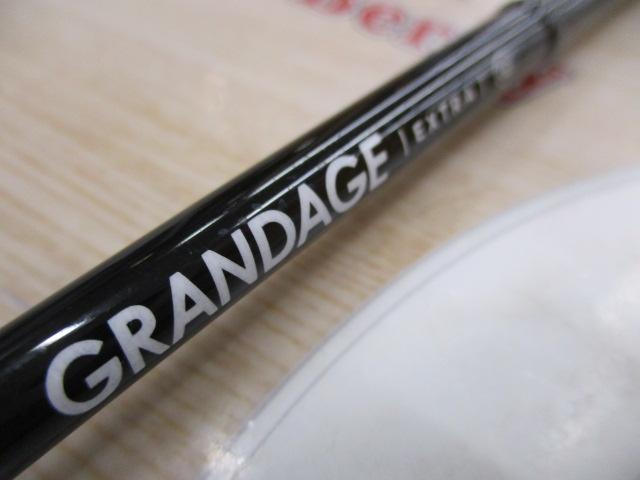 GRANDAGE | EXTRA |